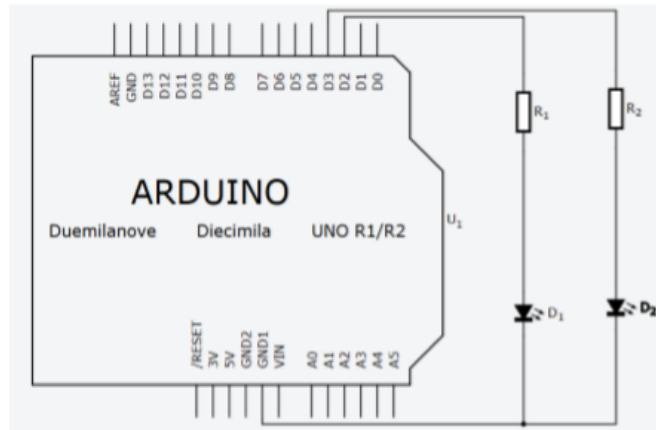 AREF GND D13 D12 D11 D10 D9 D8 D7 D6 D5 D4 D3 D2 D1 D0
R1
R2
ARDUINO
Duemilanove Diecimila UNO R1/R2
U1
D1
D2
/RESET 3V 5V GND2 GND1 VIN A0 A1 A2 A3 A4 A5